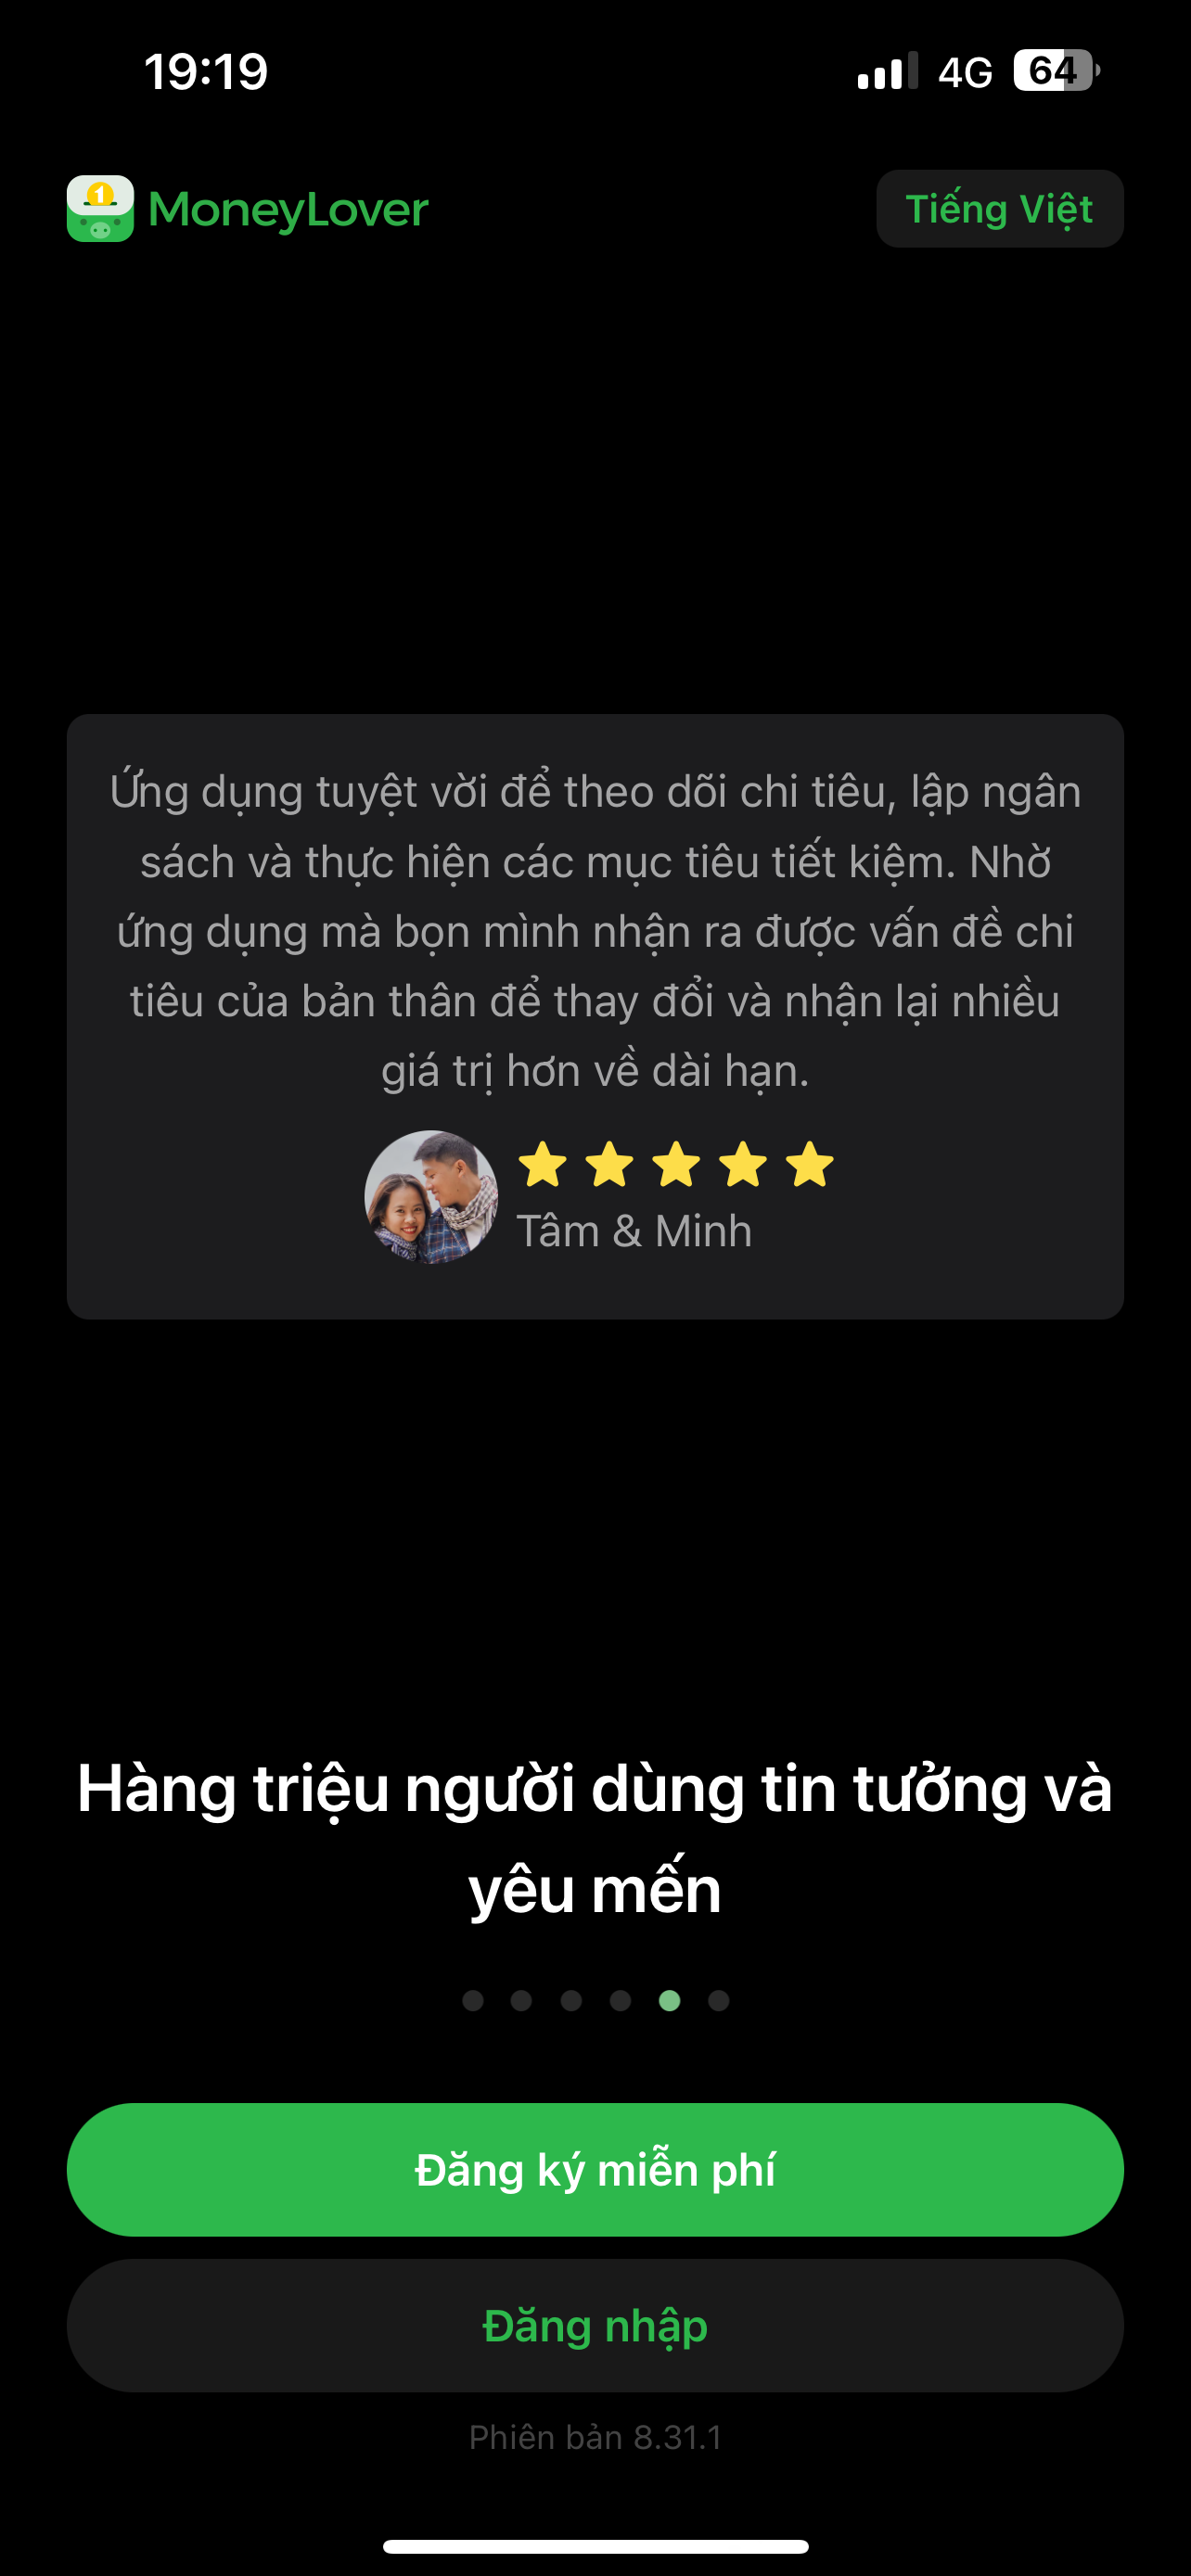 19:19 4G 64
MoneyLover Tiếng Việt
Ứng dụng tuyệt vời để theo dõi chi tiêu, lập ngân
sách và thực hiện các mục tiêu tiết kiệm. Nhờ
ứng dụng mà bọn mình nhận ra được vấn đề chi
tiêu của bản thân để thay đổi và nhận lại nhiều
giá trị hơn về dài hạn.
Tâm & Minh
Hàng triệu người dùng tin tưởng và
yêu mến
Đăng ký miễn phí
Đăng nhập
Phiên bản 8.31.1